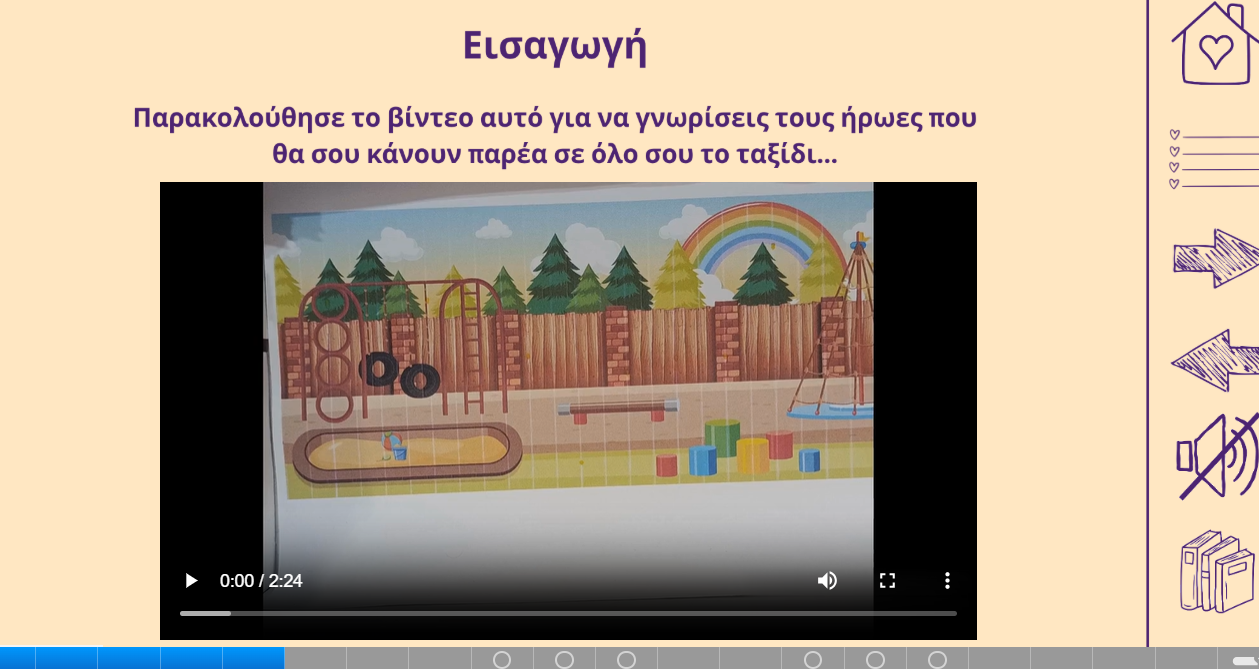 Εισαγωγή
Παρακολούθησε το βίντεο αυτό για να γνωρίσεις τους ήρωες που
θα σου κάνουν παρέα σε όλο σου το ταξίδι...
0:00 / 2:24